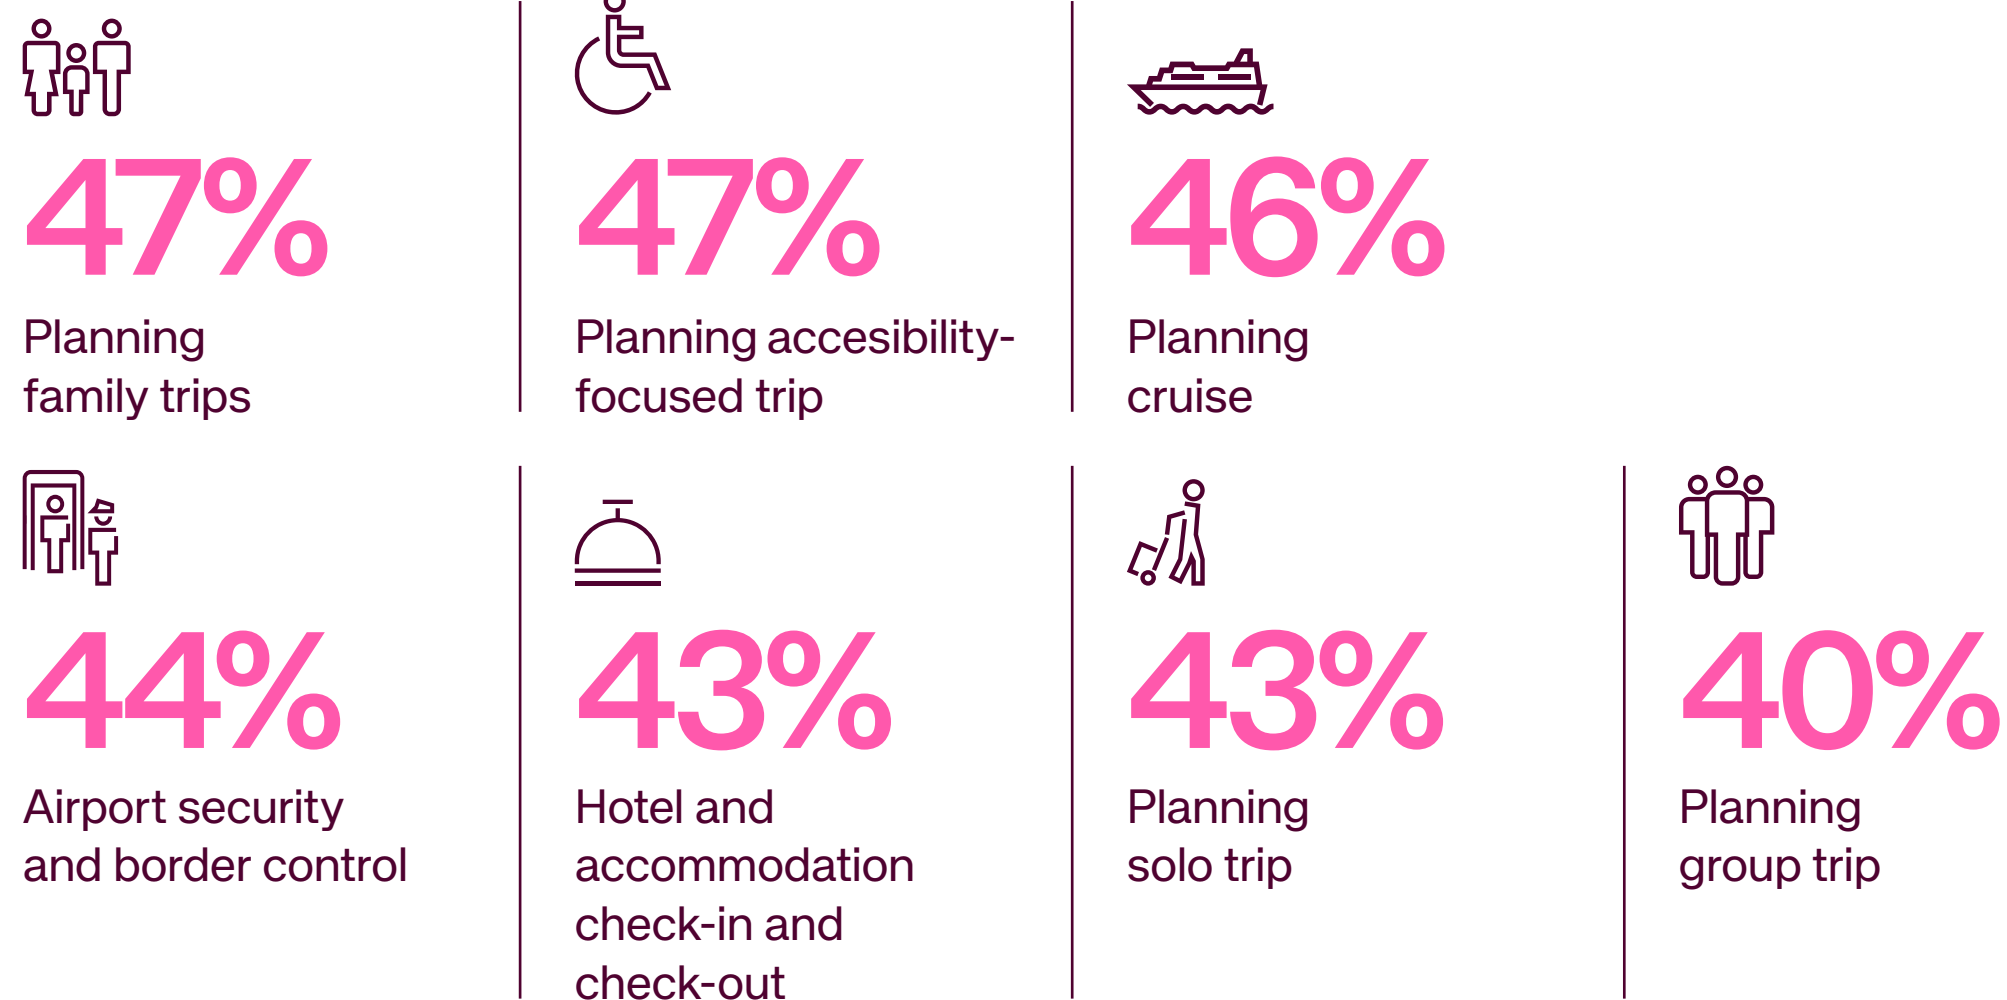 47%
Planning
family trips
47%
Planning accesibility-
focused trip
46%
Planning
cruise
44%
Airport security
and border control
43%
Hotel and
accommodation
check-in and
check-out
43%
Planning
solo trip
40%
Planning
group trip